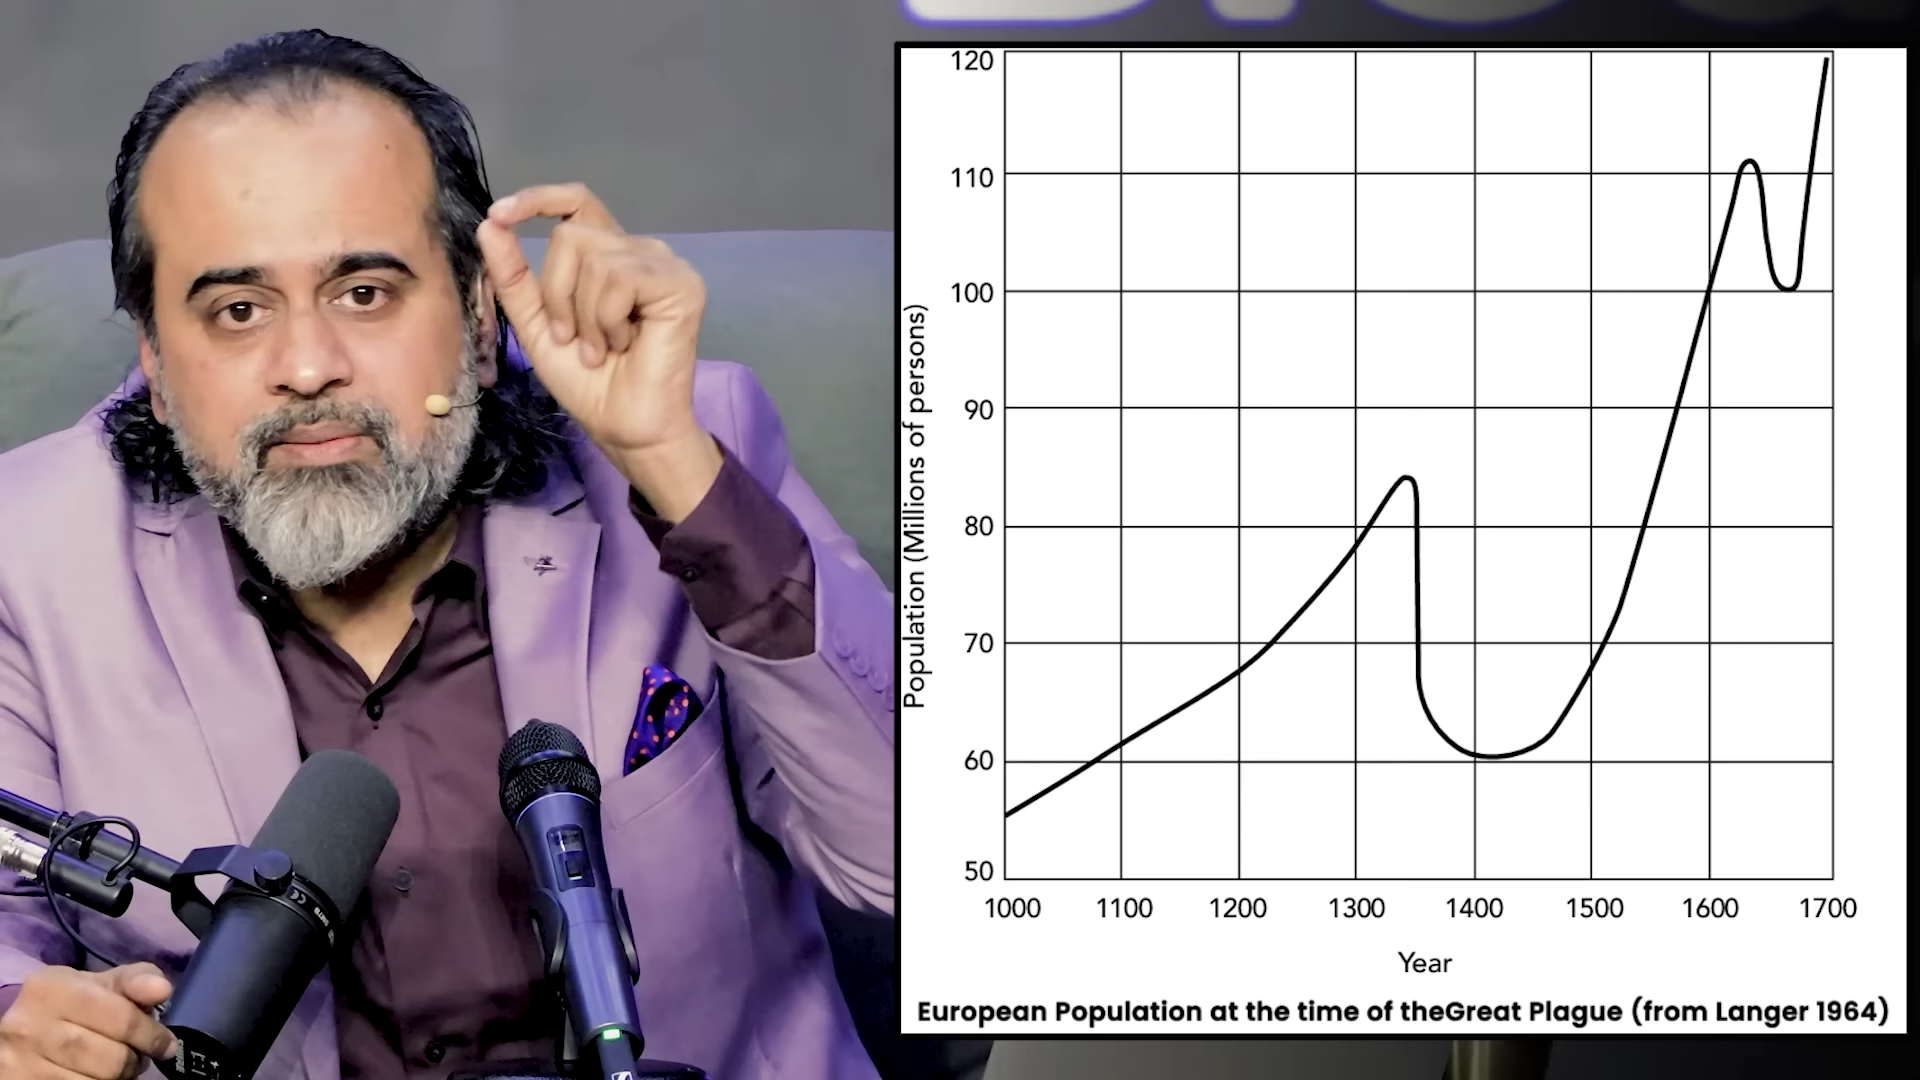 120
110
100
90
80
70
60
50
Population (Millions of persons)
1000 1100 1200 1300 1400 1500 1600 1700
Year
European Population at the time of theGreat Plague (from Langer 1964)